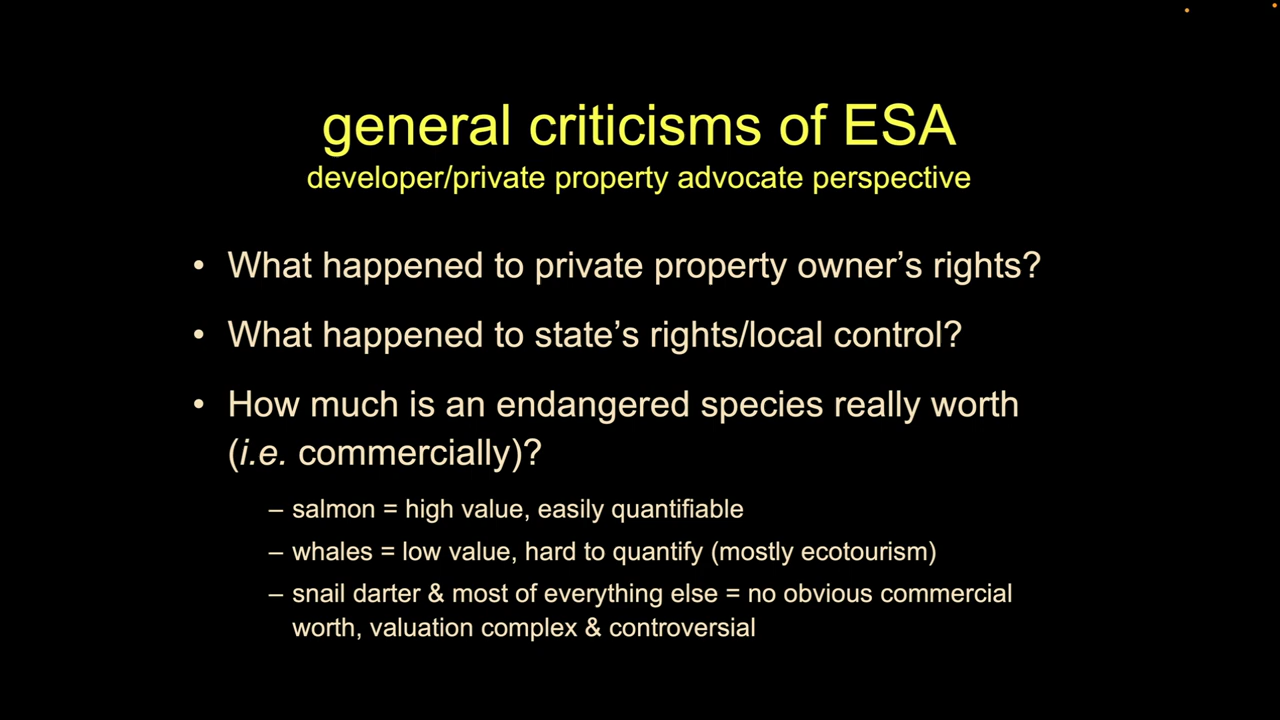 general criticisms of ESA
developer/private property advocate perspective
• What happened to private property owner’s rights?
• What happened to state’s rights/local control?
• How much is an endangered species really worth
(i.e. commercially)?
– salmon = high value, easily quantifiable
– whales = low value, hard to quantify (mostly ecotourism)
– snail darter & most of everything else = no obvious commercial
worth, valuation complex & controversial